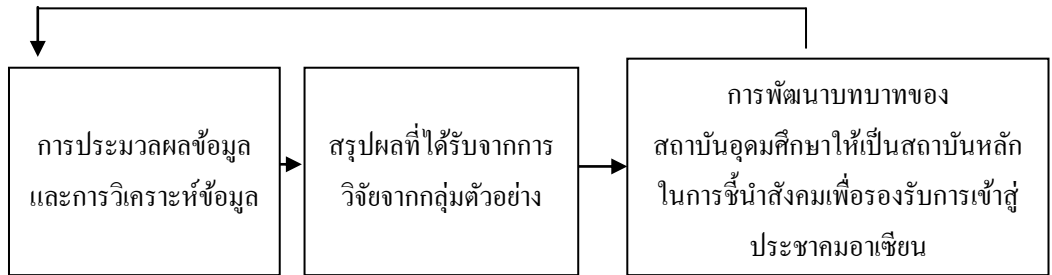 การประมวลผลข้อมูล
และการวิเคราะห์ข้อมูล
สรุปผลที่ได้รับจากการ
วิจัยจากกลุ่มตัวอย่าง
การพัฒนาบทบาทของ
สถาบันอุดมศึกษาให้เป็นสถาบันหลัก
ในการชี้นำสังคมเพื่อรองรับการเข้าสู่
ประชาคมอาเซียน